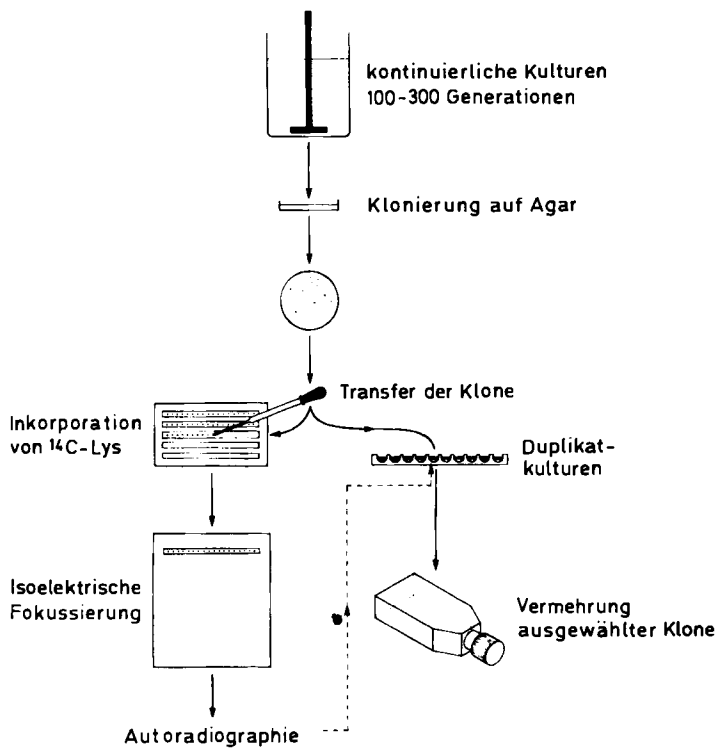 kontinuierliche Kulturen
100-300 Generationen
Klonierung auf Agar
Transfer der Klone
Inkorporation
von ¹⁴C-Lys
Duplikat-
kulturen
Isoelektrische
Fokussierung
Vermehrung
ausgewählter Klone
Autoradiographie